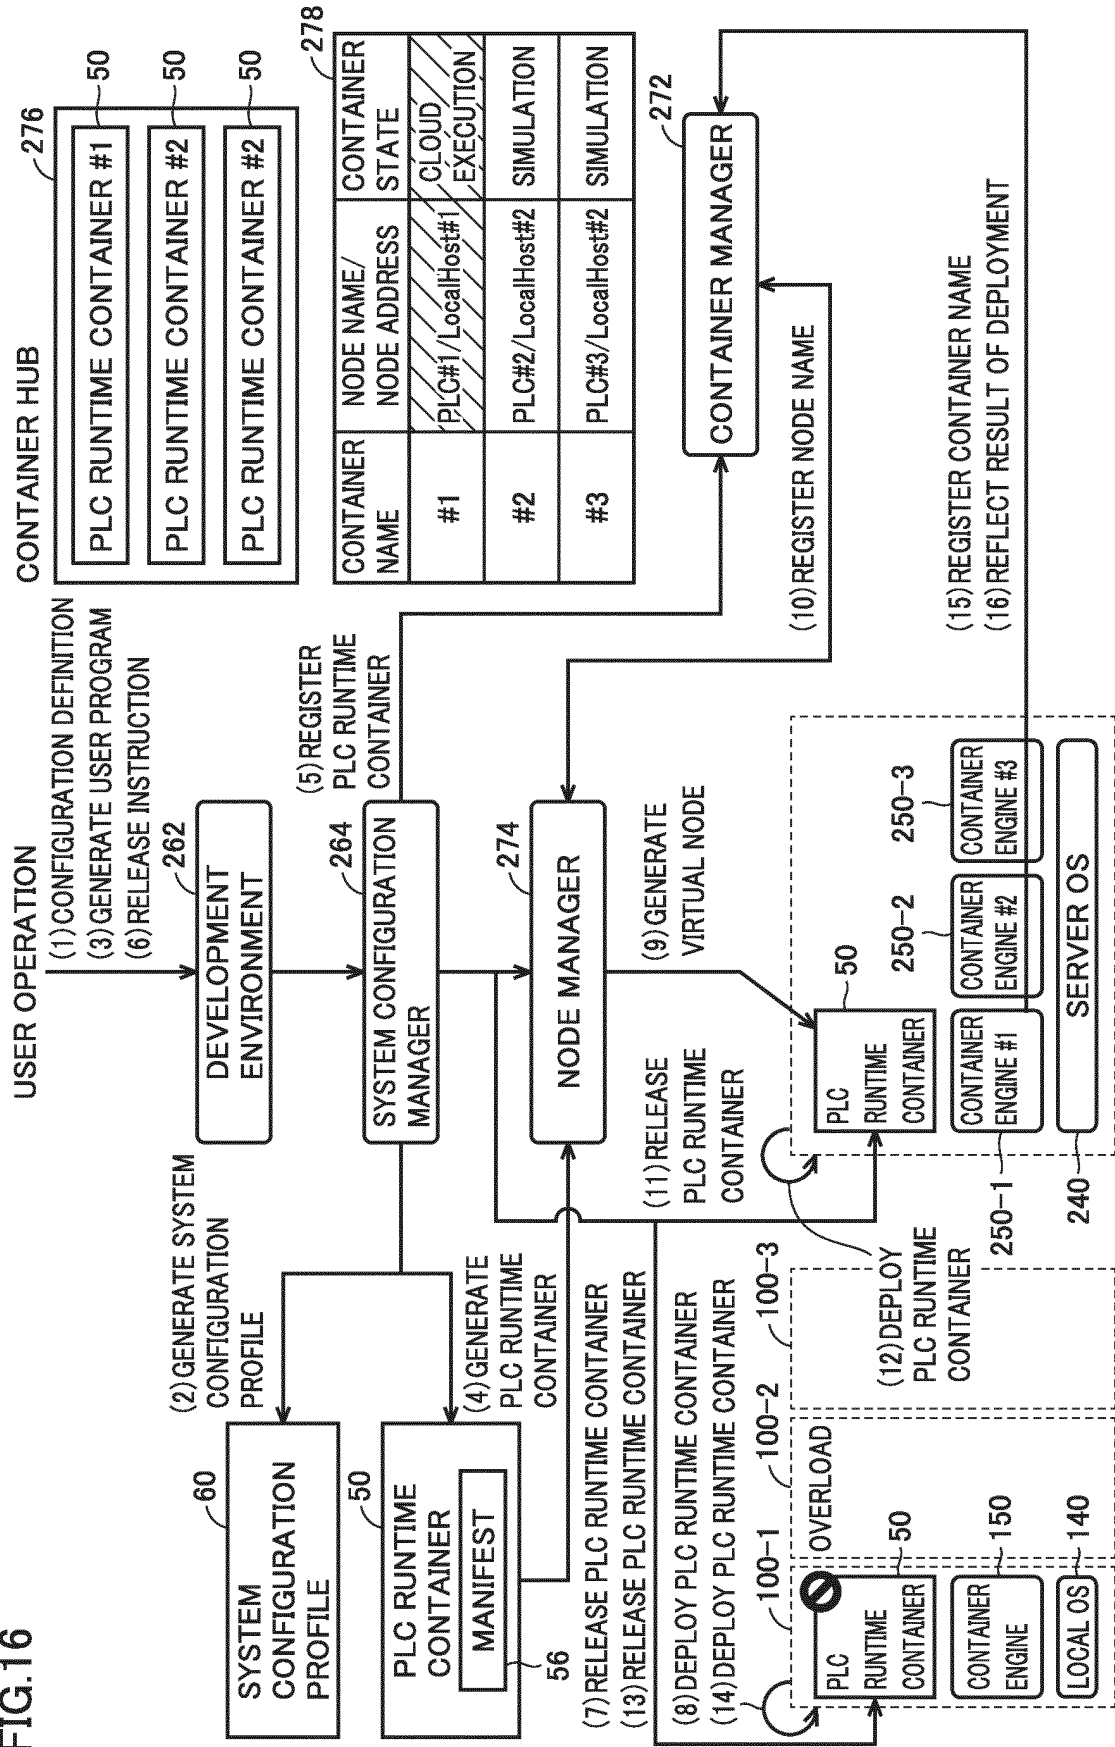 FIG.16
USER OPERATION
(1)CONFIGURATION DEFINITION
(3)GENERATE USER PROGRAM
(6)RELEASE INSTRUCTION
262
DEVELOPMENT
ENVIRONMENT
CONTAINER HUB
276
PLC RUNTIME CONTAINER #1
50
PLC RUNTIME CONTAINER #2
50
PLC RUNTIME CONTAINER #2
50
(2)GENERATE SYSTEM
CONFIGURATION
PROFILE
60
SYSTEM
CONFIGURATION
PROFILE
264
SYSTEM CONFIGURATION
MANAGER
(5)REGISTER
PLC RUNTIME
CONTAINER
278
CONTAINER NAME
NODE NAME/ NODE ADDRESS
CONTAINER STATE
#1
PLC#1/LocalHost#1
CLOUD EXECUTION
#2
PLC#2/LocalHost#2
SIMULATION
#3
PLC#3/LocalHost#2
SIMULATION
50
PLC RUNTIME
CONTAINER
MANIFEST
56
(4)GENERATE
PLC RUNTIME
CONTAINER
274
NODE MANAGER
272
CONTAINER MANAGER
(7)RELEASE PLC RUNTIME CONTAINER
(13)RELEASE PLC RUNTIME CONTAINER
(8)DEPLOY PLC RUNTIME CONTAINER
(14)DEPLOY PLC RUNTIME CONTAINER
(11)RELEASE
PLC RUNTIME
CONTAINER
(9)GENERATE
VIRTUAL NODE
(10)REGISTER NODE NAME
100-1
100-2
100-3
OVERLOAD
PLC
RUNTIME
CONTAINER
50
CONTAINER
ENGINE
150
LOCAL OS
140
(12)DEPLOY
PLC RUNTIME
CONTAINER
PLC
RUNTIME
CONTAINER
50
250-1
CONTAINER
ENGINE #1
250-2
CONTAINER
ENGINE #2
250-3
CONTAINER
ENGINE #3
240
SERVER OS
(15)REGISTER CONTAINER NAME
(16)REFLECT RESULT OF DEPLOYMENT